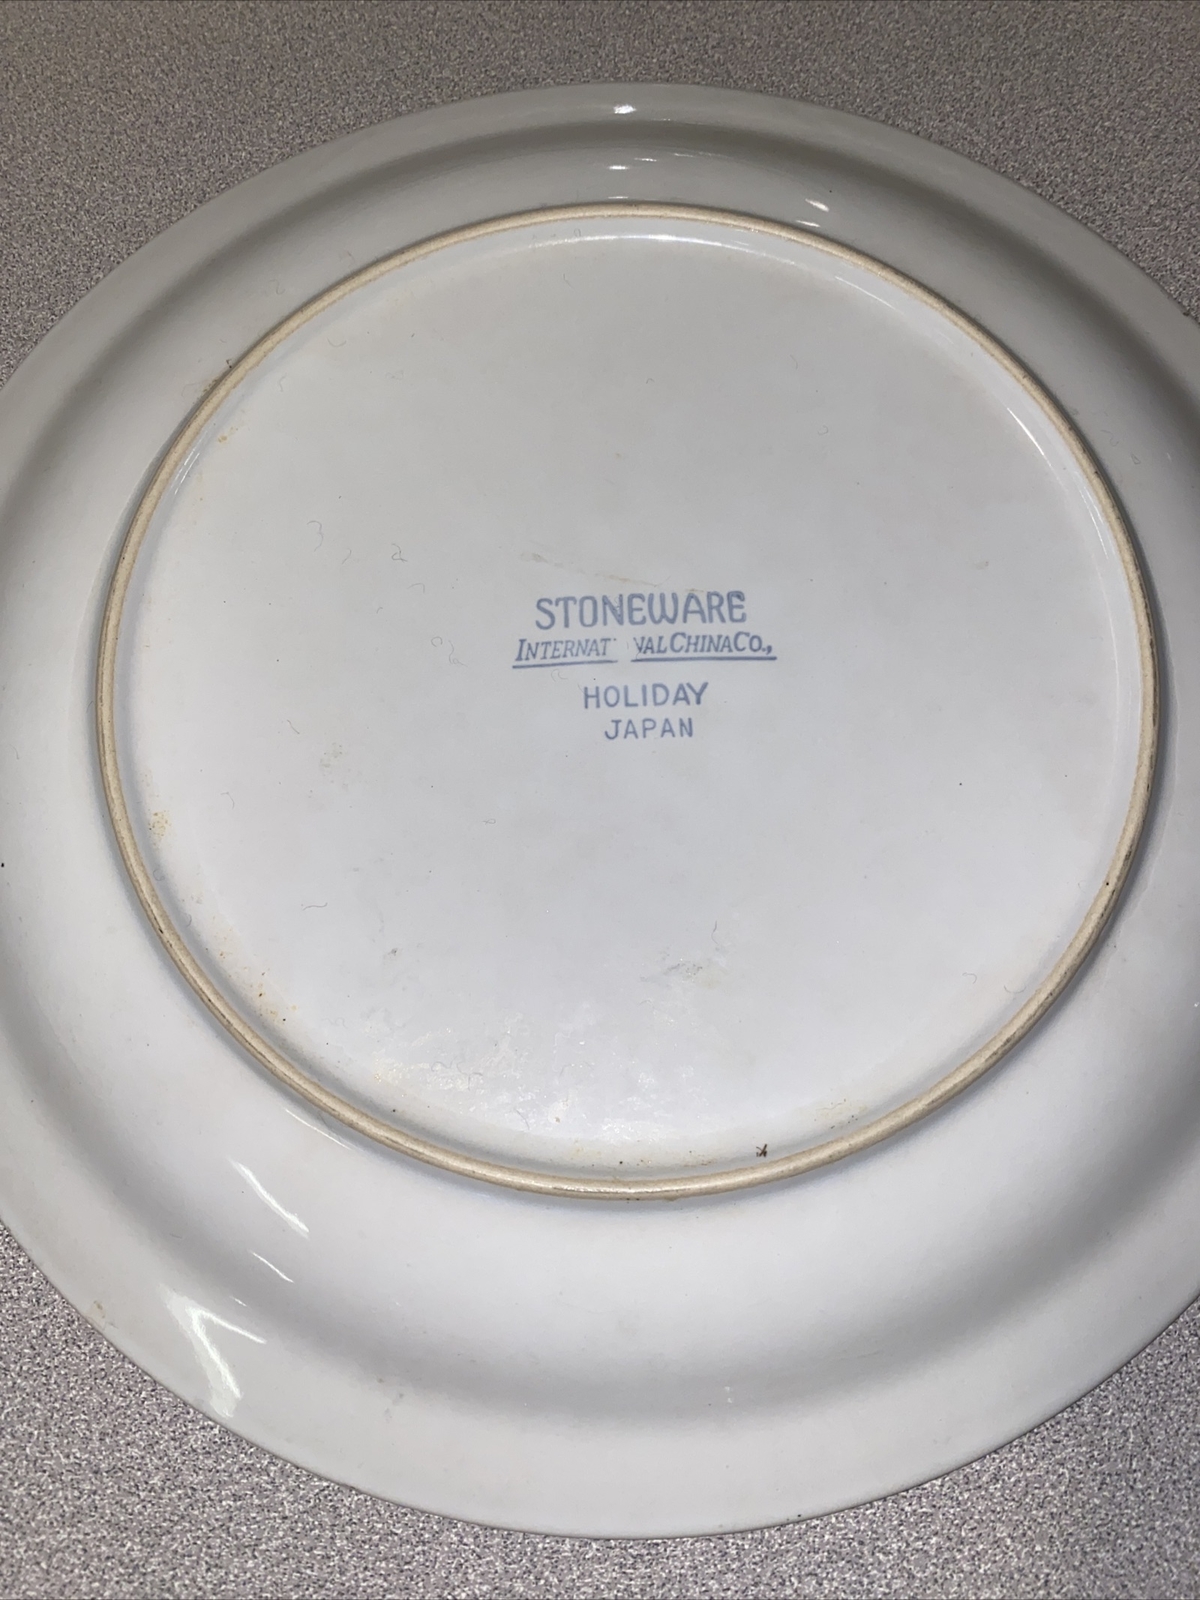 STONEWARE
INTERNAT  NAL CHINA CO.,
HOLIDAY
JAPAN